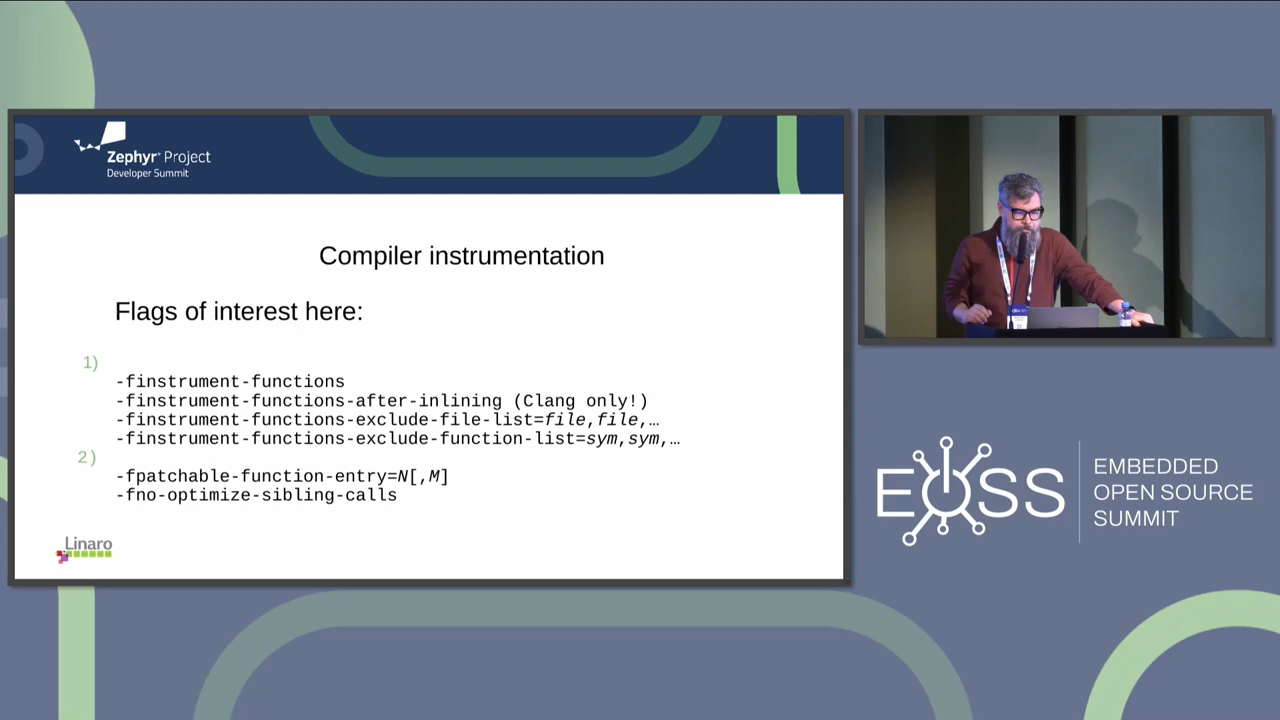 Zephyr® Project
Developer Summit
Compiler instrumentation
Flags of interest here:
1)
-finstrument-functions
-finstrument-functions-after-inlining (Clang only!)
-finstrument-functions-exclude-file-list=file,file,…
-finstrument-functions-exclude-function-list=sym,sym,…
2)
-fpatchable-function-entry=N[,M]
-fno-optimize-sibling-calls
Linaro
EOSS
EMBEDDED
OPEN SOURCE
SUMMIT